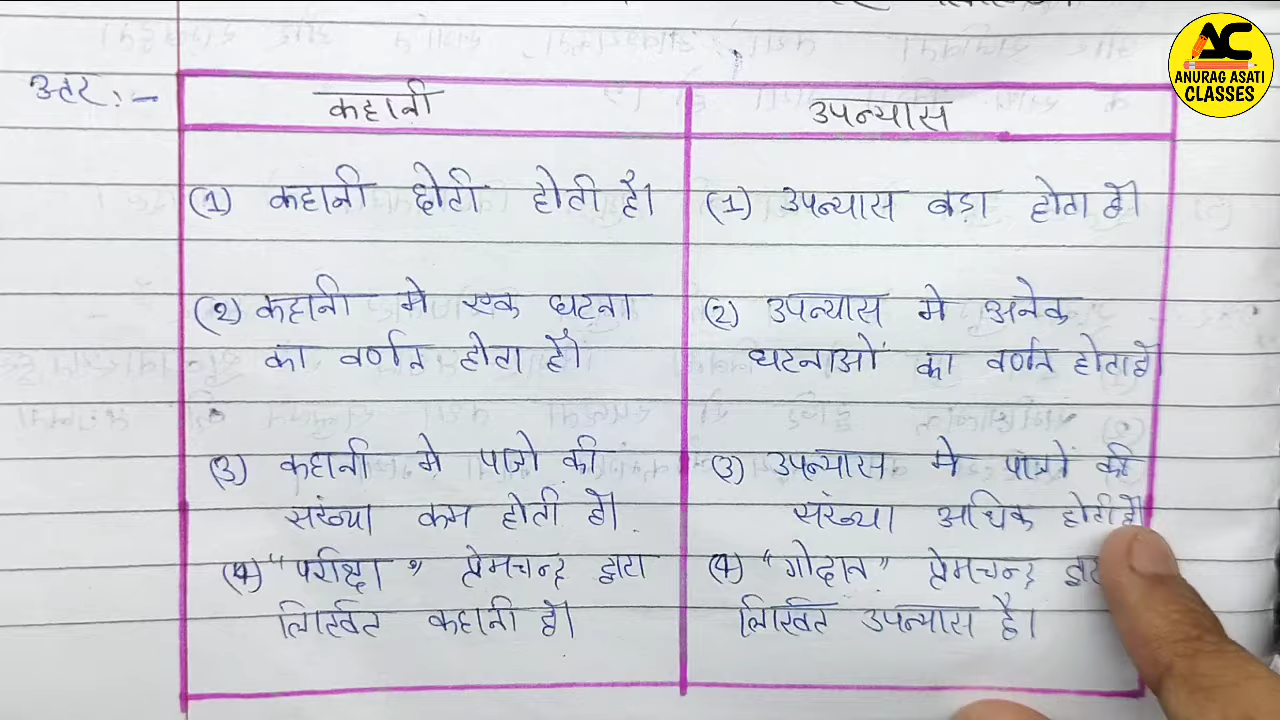 उत्तर :-
कहानी
उपन्यास
(1) कहानी छोटी होती है।
(1) उपन्यास बड़ा होता है।
(2) कहानी मे एक घटना
का वर्णन होता है।
(2) उपन्यास मे अनेक
घटनाओं का वर्णन होता है।
(3) कहानी मे पात्रो की
संख्या कम होती है।
(3) उपन्यास मे पात्रों की
संख्या अधिक होती है।
(4) "परीक्षा" प्रेमचन्द्र द्वारा
लिखित कहानी है।
(4) "गोदान" प्रेमचन्द्र
लिखित उपन्यास है।
AC
ANURAG ASATI
CLASSES